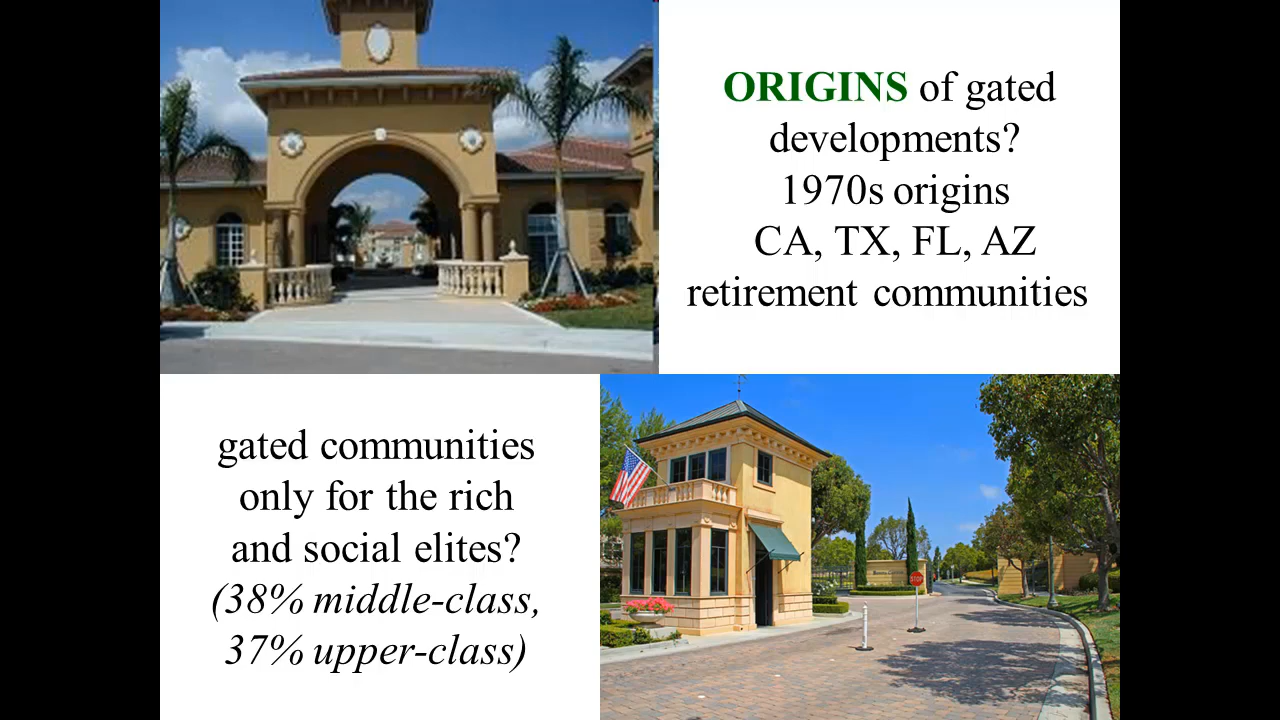 ORIGINS of gated
developments?
1970s origins
CA, TX, FL, AZ
retirement communities
gated communities
only for the rich
and social elites?
(38% middle-class,
37% upper-class)
STOP